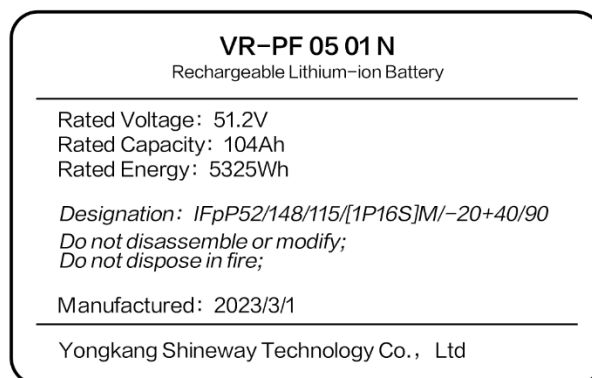 VR-PF 05 01 N
Rechargeable Lithium-ion Battery
Rated Voltage: 51.2V
Rated Capacity: 104Ah
Rated Energy: 5325Wh
Designation: IFpP52/148/115/[1P16S]M/-20+40/90
Do not disassemble or modify;
Do not dispose in fire;
Manufactured: 2023/3/1
Yongkang Shineway Technology Co., Ltd